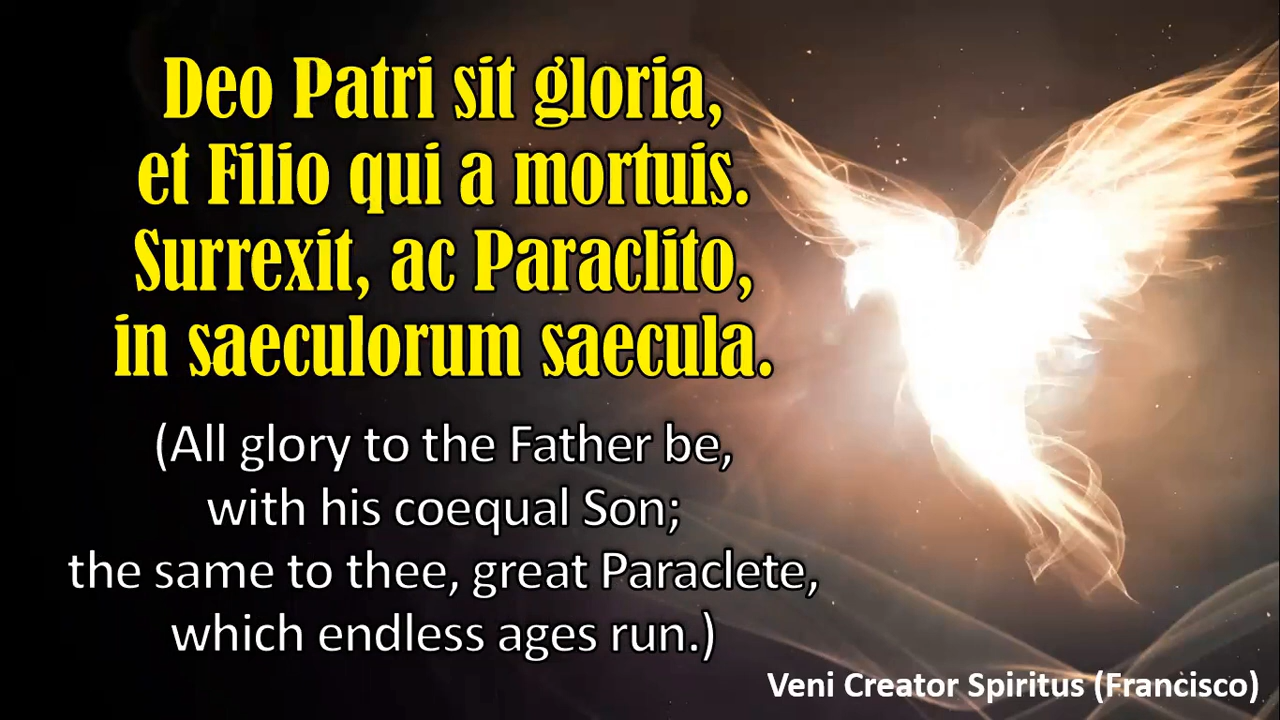 Deo Patri sit gloria,
et Filio qui a mortuis.
Surrexit, ac Paraclito,
in saeculorum saecula.
(All glory to the Father be,
with his coequal Son;
the same to thee, great Paraclete,
which endless ages run.)
Veni Creator Spiritus (Francisco)